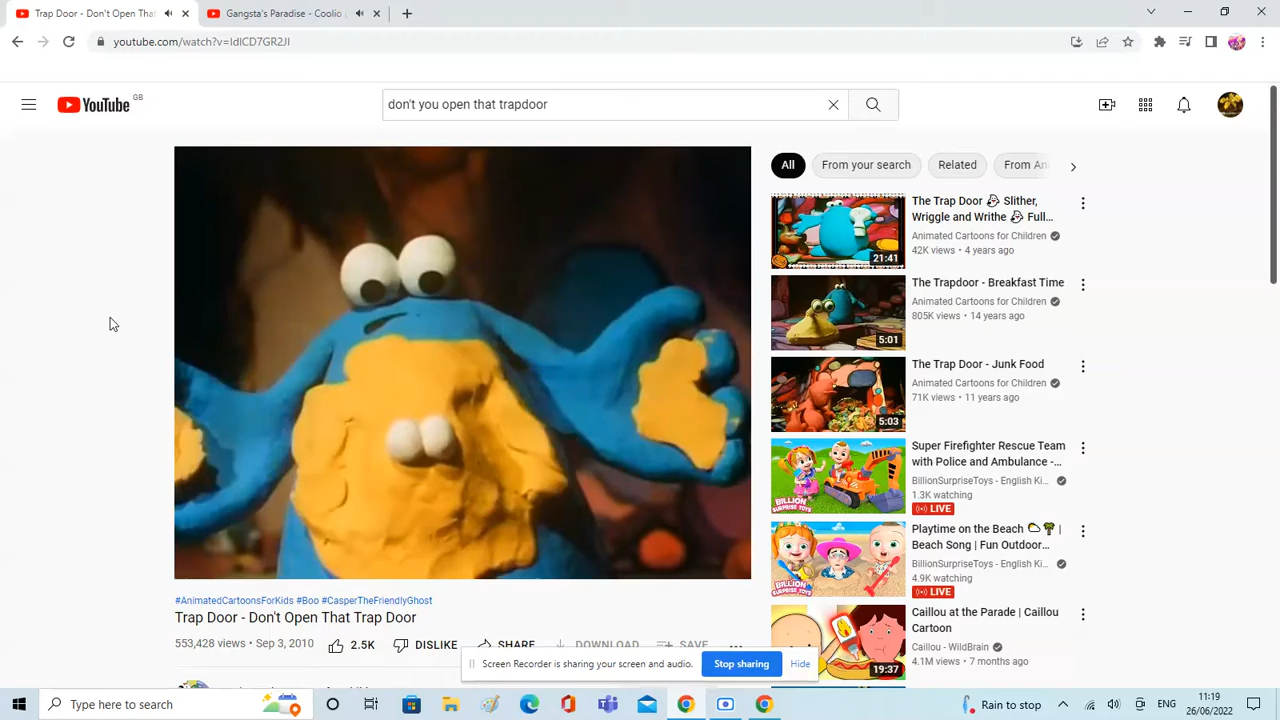 Trap Door - Don't Open That
Gangsta's Paradise - Coolio
youtube.com/watch?v=IdlCD7GR2JI
YouTube GB
don't you open that trapdoor
All
From your search
Related
From An
The Trap Door 👻 Slither,
Wriggle and Writhe 👻 Full...
Animated Cartoons for Children
42K views • 4 years ago
21:41
The Trapdoor - Breakfast Time
Animated Cartoons for Children
805K views • 14 years ago
5:01
The Trap Door - Junk Food
Animated Cartoons for Children
71K views • 11 years ago
5:03
Super Firefighter Rescue Team
with Police and Ambulance -...
BillionSurpriseToys - English Ki...
1.3K watching
LIVE
BILLION
SURPRISE TOYS
Playtime on the Beach 🌤🌴 |
Beach Song | Fun Outdoor...
BillionSurpriseToys - English Ki...
4.9K watching
LIVE
BILLION
SURPRISE TOYS
Caillou at the Parade | Caillou
Cartoon
Caillou - WildBrain
4.1M views • 7 months ago
19:37
#AnimatedCartoonsForKids #Boo #CasperTheFriendlyGhost
Trap Door - Don't Open That Trap Door
553,428 views • Sep 3, 2010
2.5K
DISLIKE
SHARE
DOWNLOAD
SAVE
Screen Recorder is sharing your screen and audio.
Stop sharing
Hide
Type here to search
Rain to stop
ENG
11:19
26/06/2022